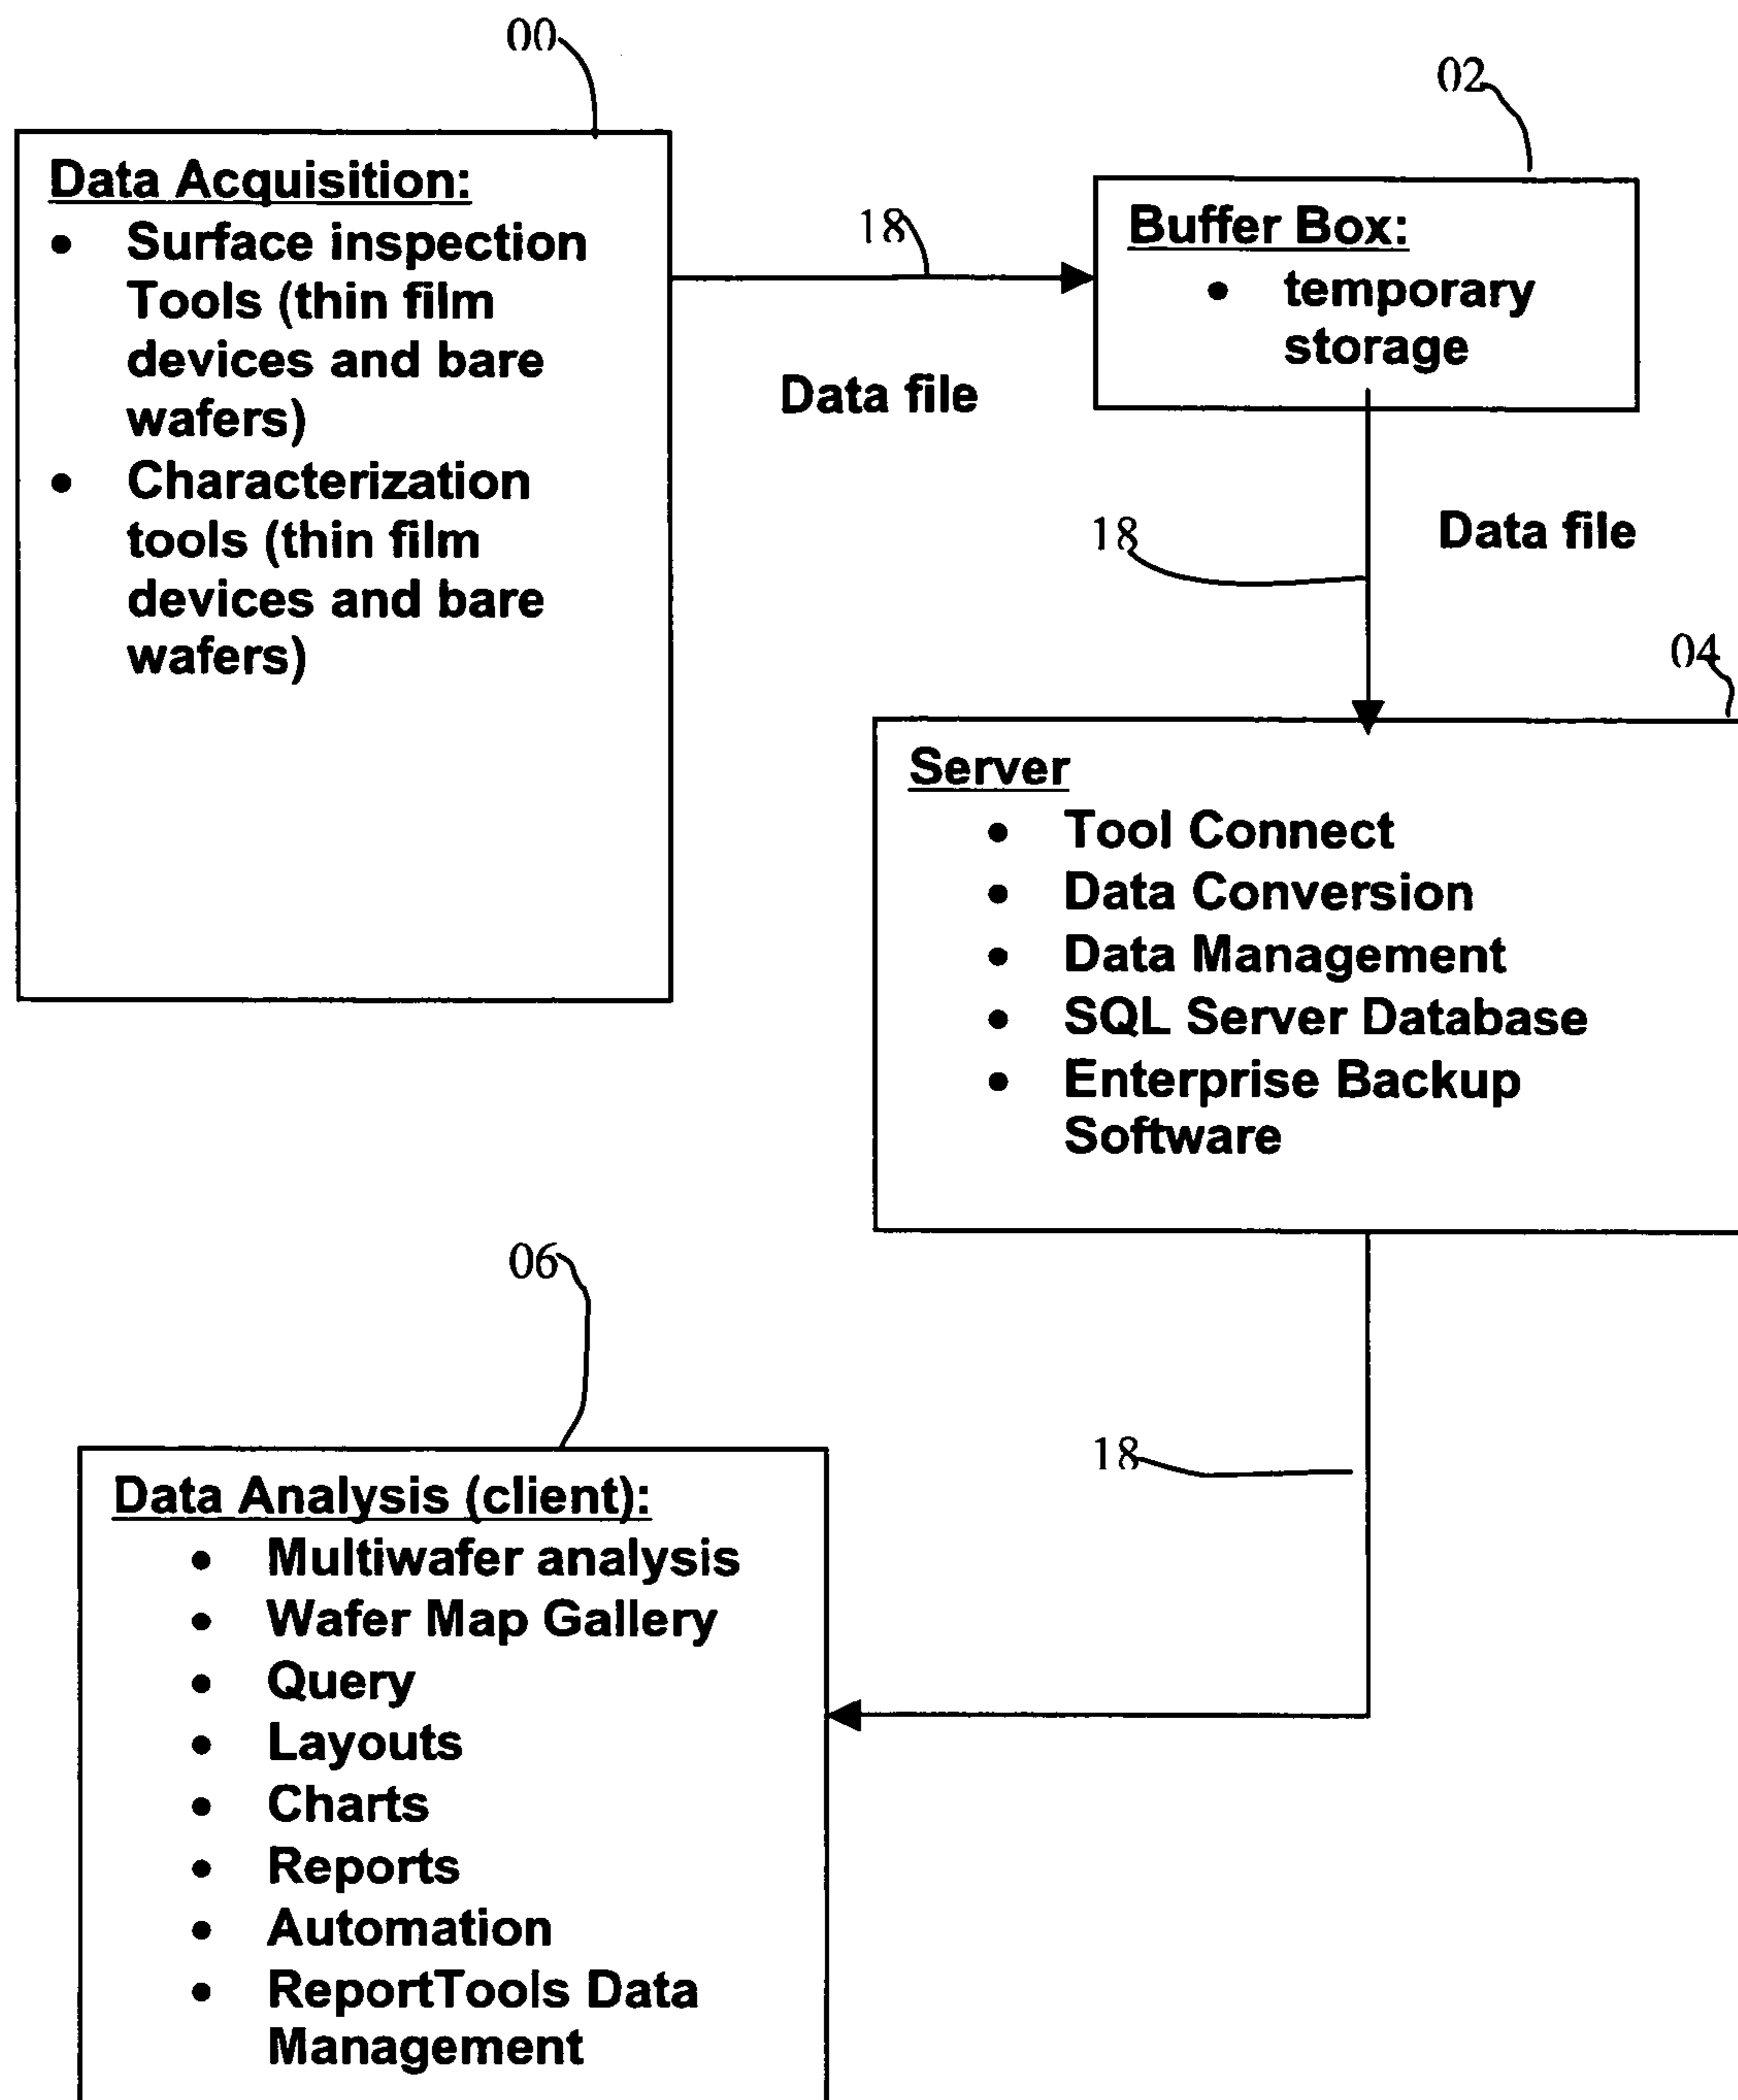 00
Data Acquisition:
• Surface inspection
Tools (thin film
devices and bare
wafers)
• Characterization
tools (thin film
devices and bare
wafers)
18
Data file
02
Buffer Box:
• temporary
storage
18
Data file
04
Server
• Tool Connect
• Data Conversion
• Data Management
• SQL Server Database
• Enterprise Backup
Software
18
06
Data Analysis (client):
• Multiwafer analysis
• Wafer Map Gallery
• Query
• Layouts
• Charts
• Reports
• Automation
• ReportTools Data
Management